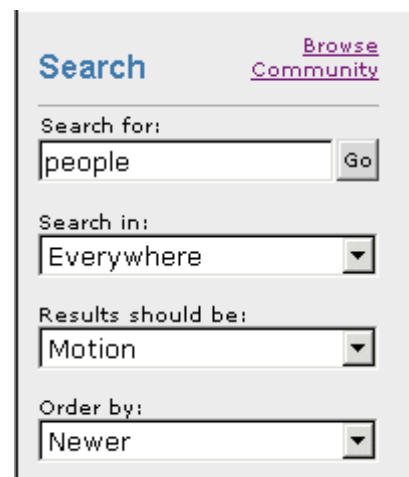 Search
Browse
Community
Search for:
people
Go
Search in:
Everywhere
Results should be:
Motion
Order by:
Newer